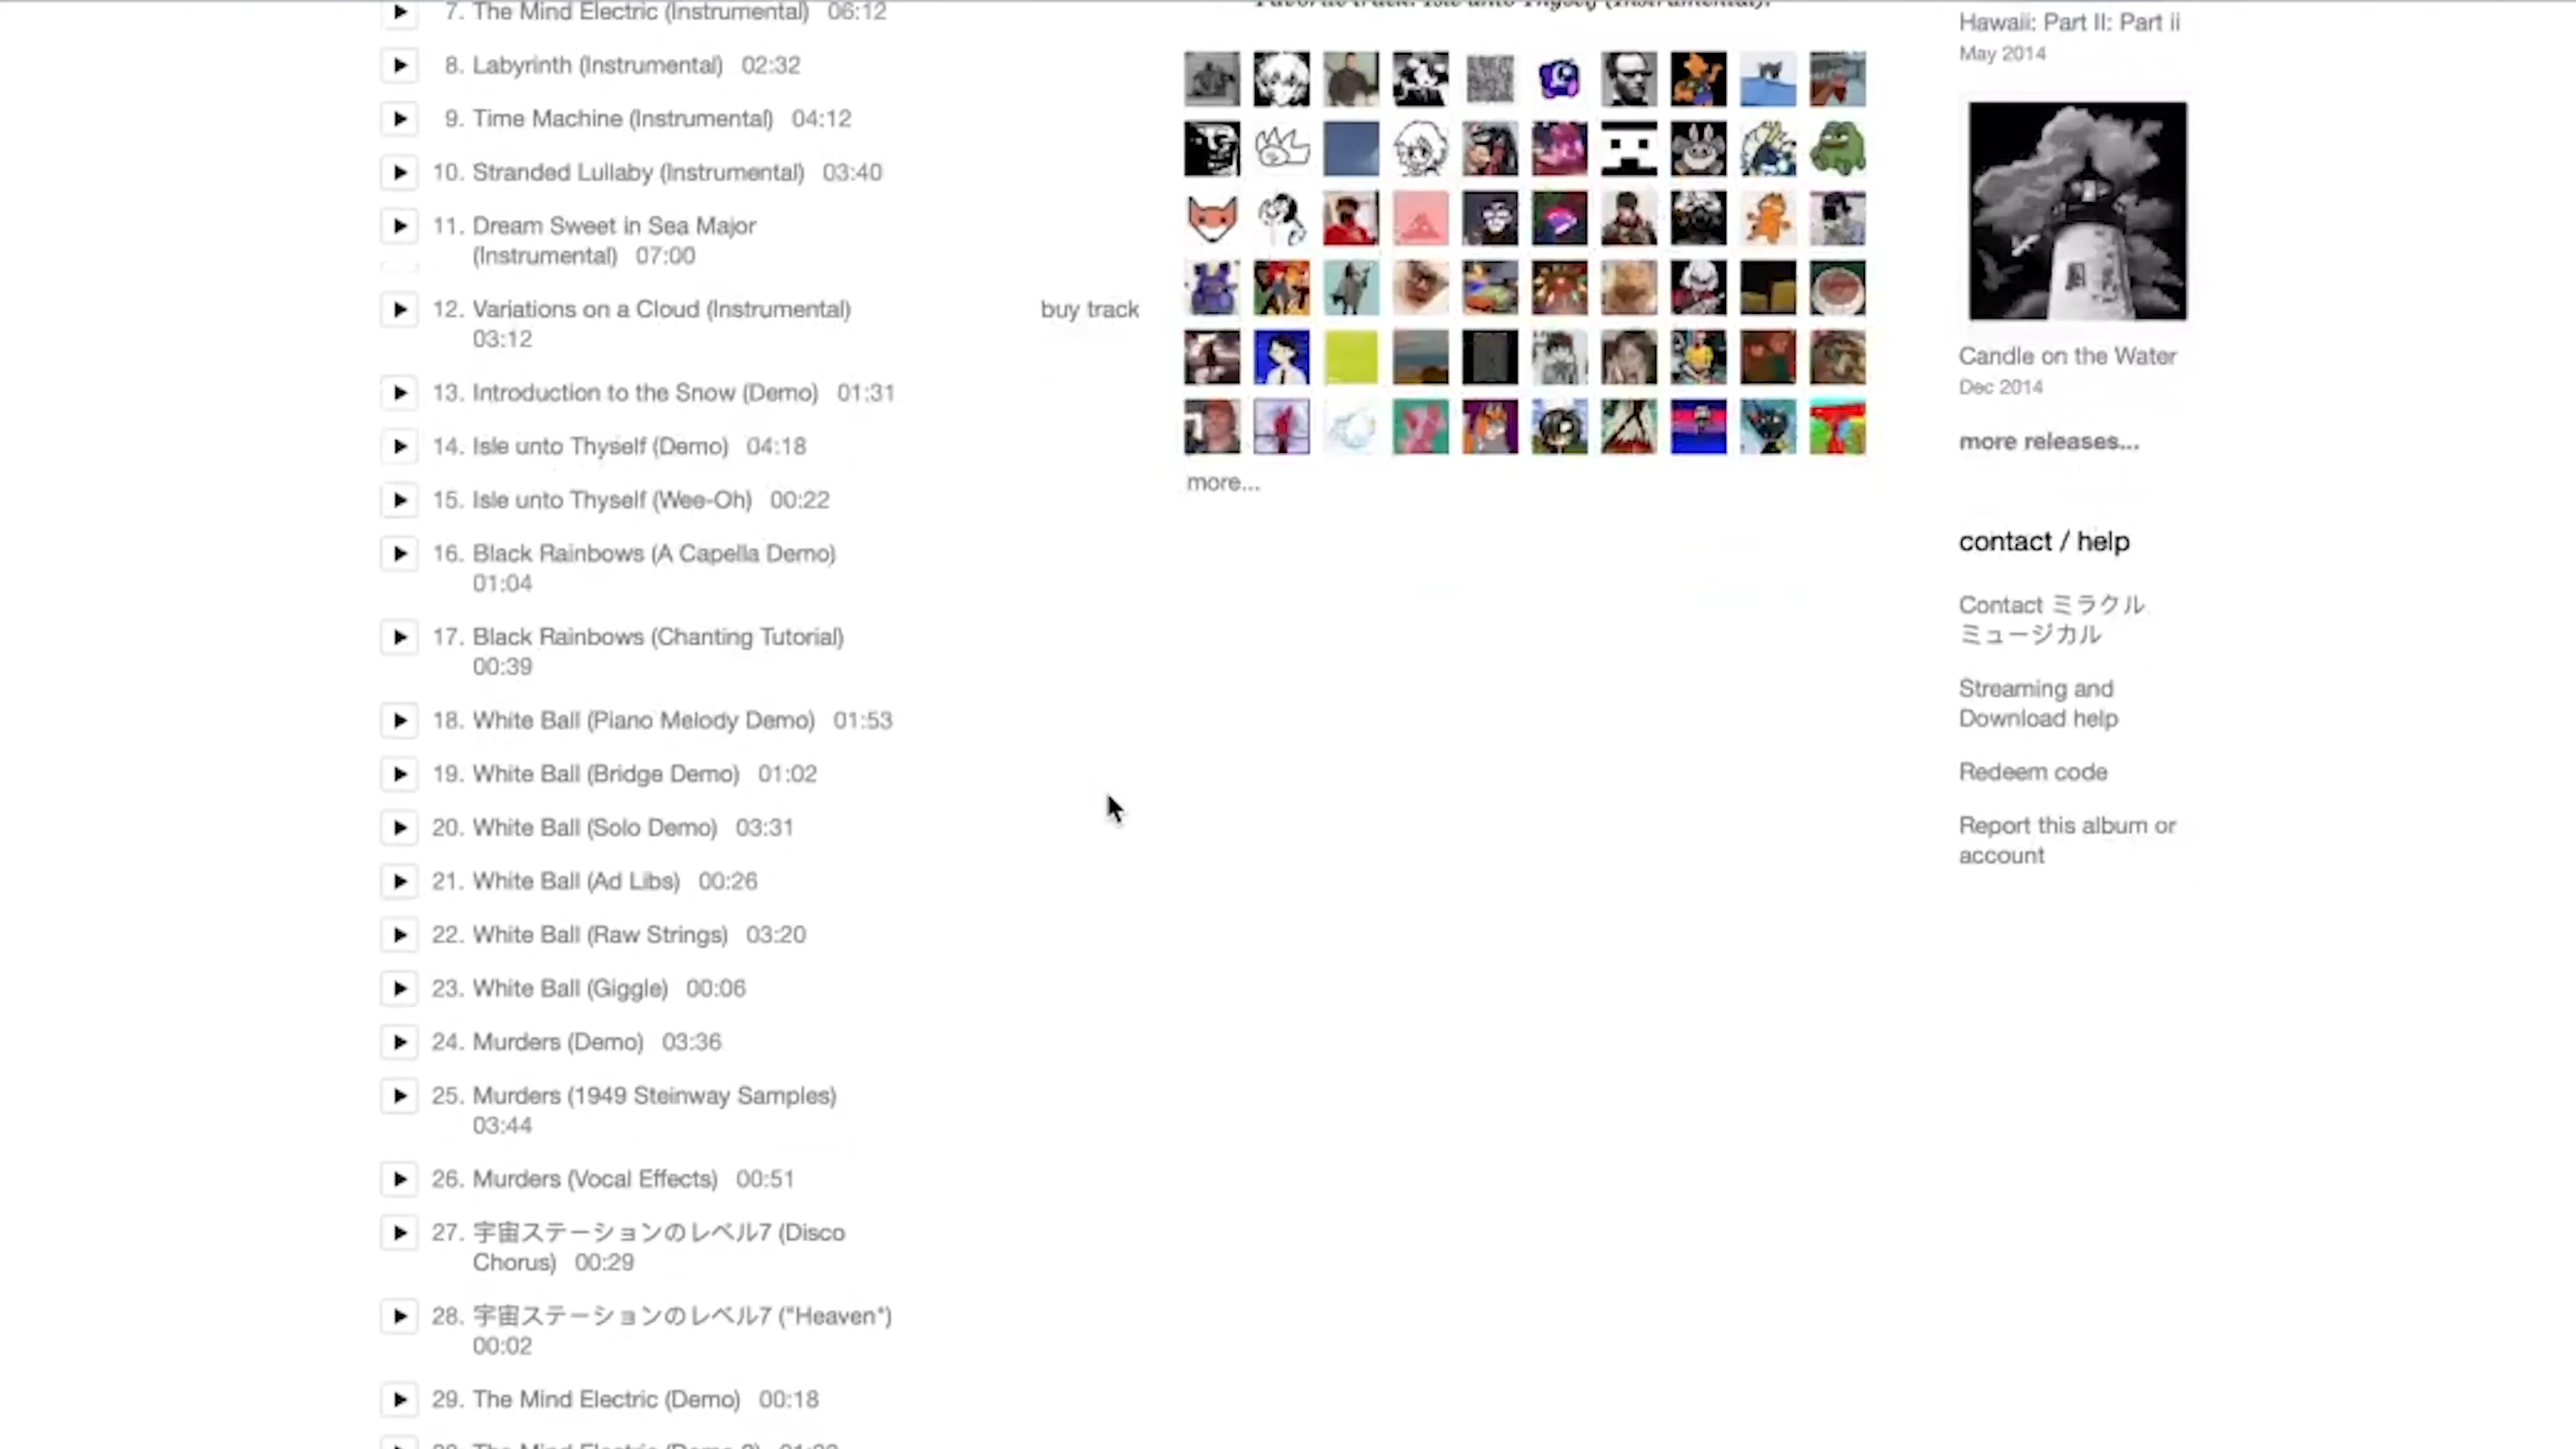 7. The Mind Electric (Instrumental) 06:12
8. Labyrinth (Instrumental) 02:32
9. Time Machine (Instrumental) 04:12
10. Stranded Lullaby (Instrumental) 03:40
11. Dream Sweet in Sea Major
(Instrumental) 07:00
12. Variations on a Cloud (Instrumental)
03:12
buy track
13. Introduction to the Snow (Demo) 01:31
14. Isle unto Thyself (Demo) 04:18
15. Isle unto Thyself (Wee-Oh) 00:22
16. Black Rainbows (A Capella Demo)
01:04
17. Black Rainbows (Chanting Tutorial)
00:39
18. White Ball (Piano Melody Demo) 01:53
19. White Ball (Bridge Demo) 01:02
20. White Ball (Solo Demo) 03:31
21. White Ball (Ad Libs) 00:26
22. White Ball (Raw Strings) 03:20
23. White Ball (Giggle) 00:06
24. Murders (Demo) 03:36
25. Murders (1949 Steinway Samples)
03:44
26. Murders (Vocal Effects) 00:51
27. 宇宙ステーションのレベル7 (Disco
Chorus) 00:29
28. 宇宙ステーションのレベル7 ("Heaven")
00:02
29. The Mind Electric (Demo) 00:18
Favorite track: Isle unto Thyself (Instrumental).
more...
Hawaii: Part II: Part ii
May 2014
Candle on the Water
Dec 2014
more releases...
contact / help
Contact ミラクル
ミュージカル
Streaming and
Download help
Redeem code
Report this album or
account